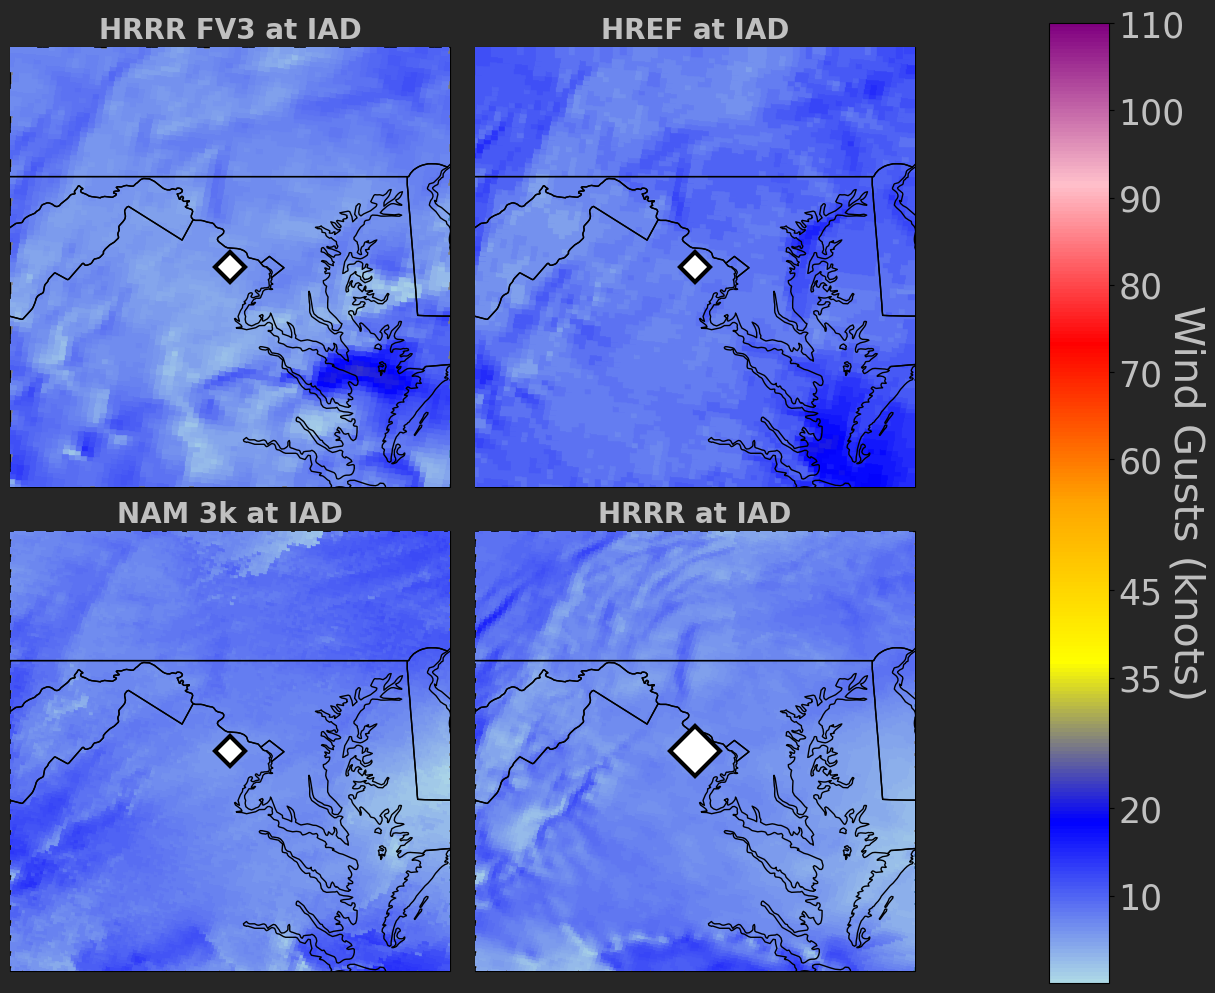 HRRR FV3 at IAD
HREF at IAD
NAM 3k at IAD
HRRR at IAD
110
100
90
80
70
60
45
35
20
10
Wind Gusts (knots)